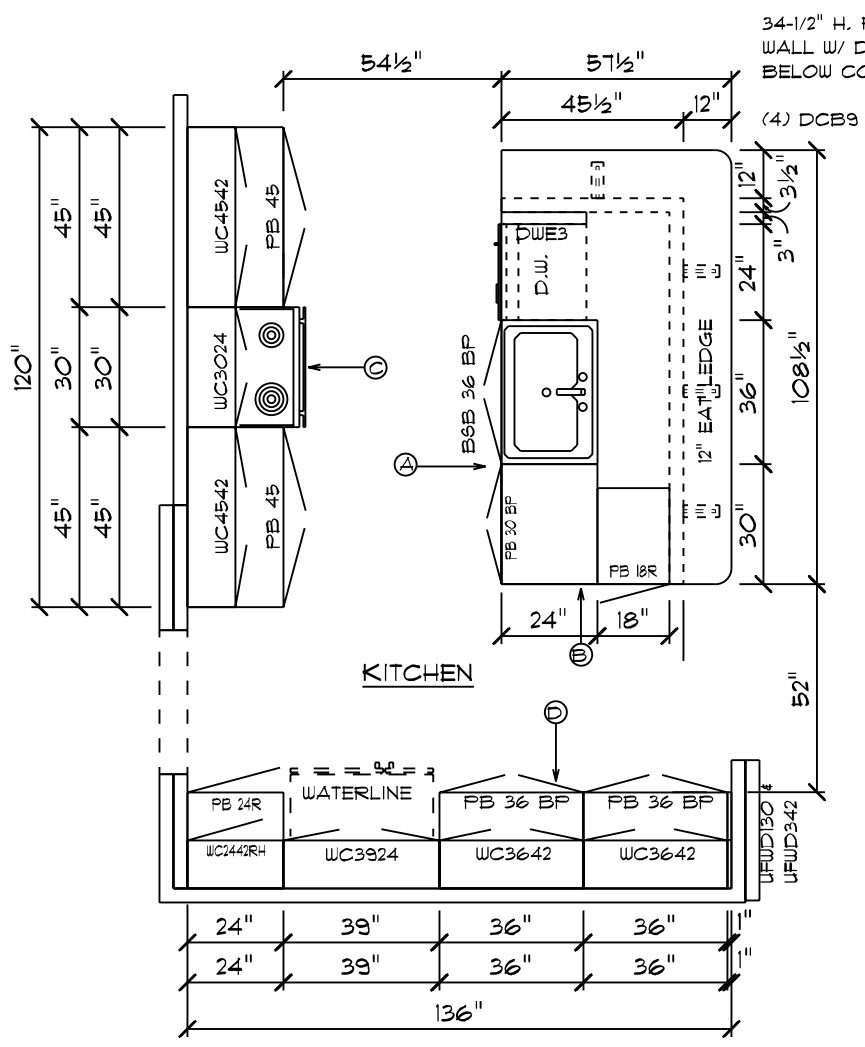 34-1/2" H.
WALL W/ D
BELOW CO
(4) DCB9
54½"
57½"
45½"
12"
120"
45"
45"
30"
30"
45"
45"
WC4542
PB 45
WC3024
WC4542
PB 45
DWE3
D.W.
BSB 36 BP
PB 30 BP
PB 18R
12" EAT LEDGE
12"
3½"
3"
24"
36"
30"
108½"
52"
24"
18"
A
B
C
D
KITCHEN
PB 24R
WATERLINE
PB 36 BP
PB 36 BP
WC2442RH
WC3924
WC3642
WC3642
UFWD130 &
UFWD342
24"
39"
36"
36"
1"
24"
39"
36"
36"
1"
136"